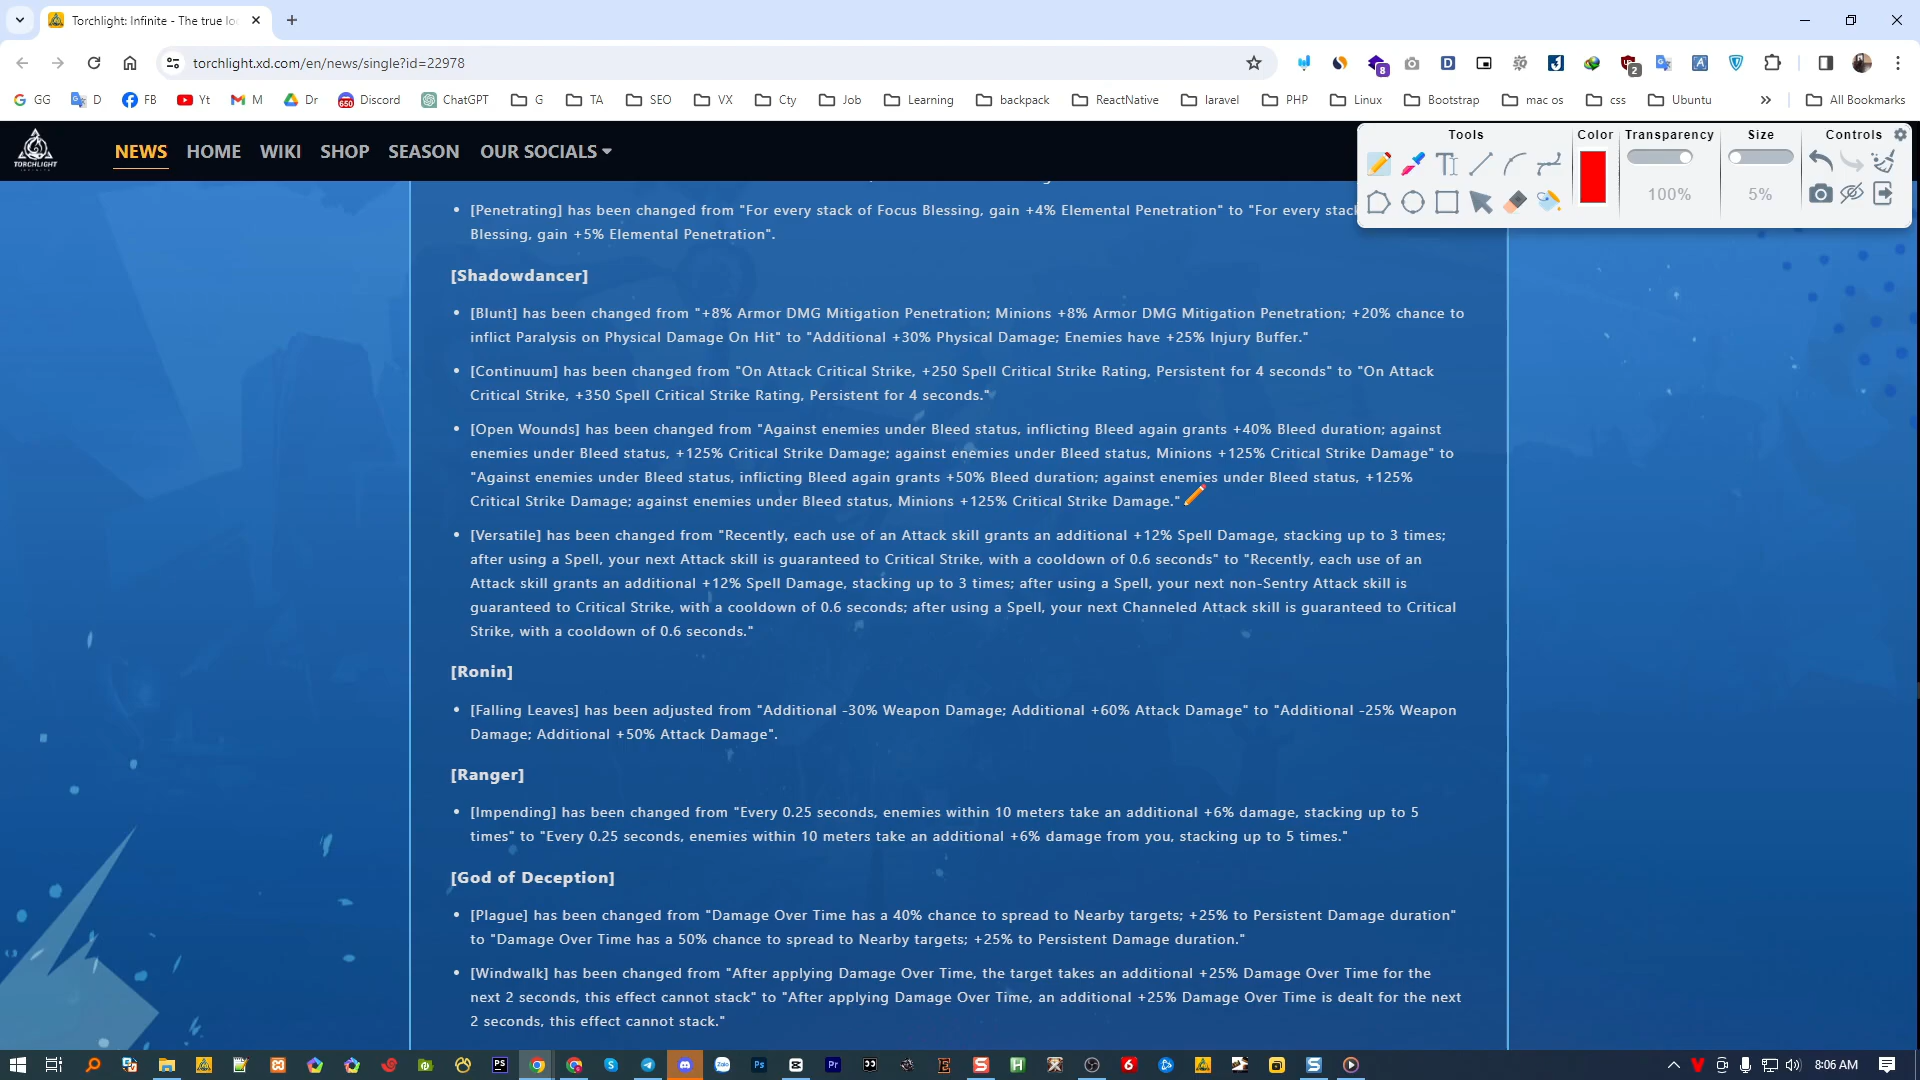 Torchlight: Infinite - The true lo
torchlight.xd.com/en/news/single?id=22978
8
2
GG
D
FB
Yt
M
Dr
Discord
ChatGPT
G
TA
SEO
VX
Cty
Job
Learning
backpack
ReactNative
laravel
PHP
Linux
Bootstrap
mac os
css
Ubuntu
All Bookmarks
TORCHLIGHT
INFINITE
NEWS
HOME
WIKI
SHOP
SEASON
OUR SOCIALS
Tools
Color
Transparency
Size
Controls
100%
5%
• [Penetrating] has been changed from "For every stack of Focus Blessing, gain +4% Elemental Penetration" to "For every stack
Blessing, gain +5% Elemental Penetration".
[Shadowdancer]
• [Blunt] has been changed from "+8% Armor DMG Mitigation Penetration; Minions +8% Armor DMG Mitigation Penetration; +20% chance to
inflict Paralysis on Physical Damage On Hit" to "Additional +30% Physical Damage; Enemies have +25% Injury Buffer."
• [Continuum] has been changed from "On Attack Critical Strike, +250 Spell Critical Strike Rating, Persistent for 4 seconds" to "On Attack
Critical Strike, +350 Spell Critical Strike Rating, Persistent for 4 seconds."
• [Open Wounds] has been changed from "Against enemies under Bleed status, inflicting Bleed again grants +40% Bleed duration; against
enemies under Bleed status, +125% Critical Strike Damage; against enemies under Bleed status, Minions +125% Critical Strike Damage" to
"Against enemies under Bleed status, inflicting Bleed again grants +50% Bleed duration; against enemies under Bleed status, +125%
Critical Strike Damage; against enemies under Bleed status, Minions +125% Critical Strike Damage."
• [Versatile] has been changed from "Recently, each use of an Attack skill grants an additional +12% Spell Damage, stacking up to 3 times;
after using a Spell, your next Attack skill is guaranteed to Critical Strike, with a cooldown of 0.6 seconds" to "Recently, each use of an
Attack skill grants an additional +12% Spell Damage, stacking up to 3 times; after using a Spell, your next non-Sentry Attack skill is
guaranteed to Critical Strike, with a cooldown of 0.6 seconds; after using a Spell, your next Channeled Attack skill is guaranteed to Critical
Strike, with a cooldown of 0.6 seconds."
[Ronin]
• [Falling Leaves] has been adjusted from "Additional -30% Weapon Damage; Additional +60% Attack Damage" to "Additional -25% Weapon
Damage; Additional +50% Attack Damage".
[Ranger]
• [Impending] has been changed from "Every 0.25 seconds, enemies within 10 meters take an additional +6% damage, stacking up to 5
times" to "Every 0.25 seconds, enemies within 10 meters take an additional +6% damage from you, stacking up to 5 times."
[God of Deception]
• [Plague] has been changed from "Damage Over Time has a 40% chance to spread to Nearby targets; +25% to Persistent Damage duration"
to "Damage Over Time has a 50% chance to spread to Nearby targets; +25% to Persistent Damage duration."
• [Windwalk] has been changed from "After applying Damage Over Time, the target takes an additional +25% Damage Over Time for the
next 2 seconds, this effect cannot stack" to "After applying Damage Over Time, an additional +25% Damage Over Time is dealt for the next
2 seconds, this effect cannot stack."
8:06 AM